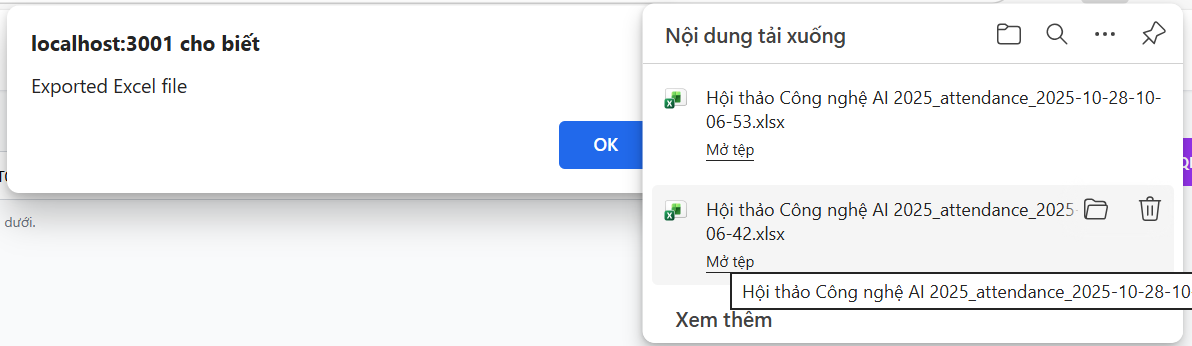 localhost:3001 cho biết
Exported Excel file
OK
dưới.
Nội dung tải xuống
Hội thảo Công nghệ AI 2025_attendance_2025-10-28-10-
06-53.xlsx
Mở tệp
Hội thảo Công nghệ AI 2025_attendance_2025-
06-42.xlsx
Mở tệp
Hội thảo Công nghệ AI 2025_attendance_2025-10-28-10
Xem thêm